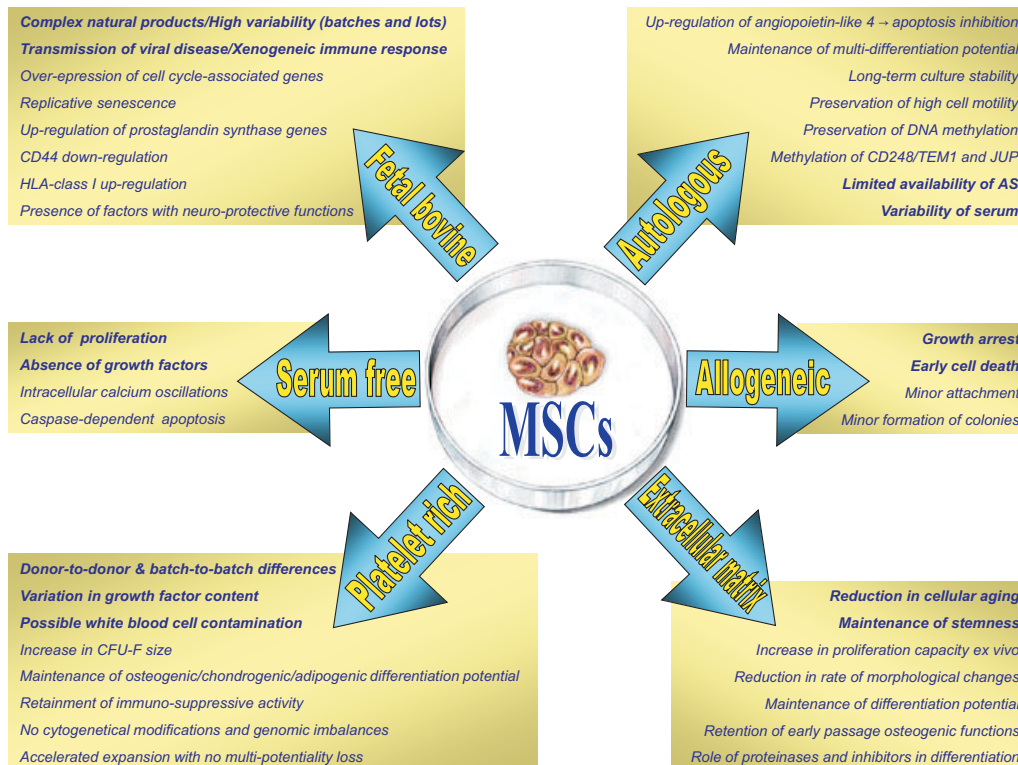 Complex natural products/High variability (batches and lots)
Transmission of viral disease/Xenogeneic immune response
Over-epression of cell cycle-associated genes
Replicative senescence
Up-regulation of prostaglandin synthase genes
CD44 down-regulation
HLA-class I up-regulation
Presence of factors with neuro-protective functions
Fetal bovine
Up-regulation of angiopoietin-like 4 → apoptosis inhibition
Maintenance of multi-differentiation potential
Long-term culture stability
Preservation of high cell motility
Preservation of DNA methylation
Methylation of CD248/TEM1 and JUP
Limited availability of AS
Variability of serum
Autologous
Lack of proliferation
Absence of growth factors
Intracellular calcium oscillations
Caspase-dependent apoptosis
Serum free
MSCs
Allogeneic
Growth arrest
Early cell death
Minor attachment
Minor formation of colonies
Platelet rich
Donor-to-donor & batch-to-batch differences
Variation in growth factor content
Possible white blood cell contamination
Increase in CFU-F size
Maintenance of osteogenic/chondrogenic/adipogenic differentiation potential
Retainment of immuno-suppressive activity
No cytogenetical modifications and genomic imbalances
Accelerated expansion with no multi-potentiality loss
Extracellular matrix
Reduction in cellular aging
Maintenance of stemness
Increase in proliferation capacity ex vivo
Reduction in rate of morphological changes
Maintenance of differentiation potential
Retention of early passage osteogenic functions
Role of proteinases and inhibitors in differentiation